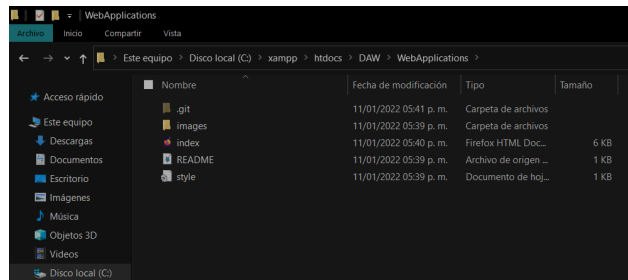 WebApplications
Archivo Inicio Compartir Vista
Este equipo > Disco local (C:) > xampp > htdocs > DAW > WebApplications >
Nombre Fecha de modificación Tipo Tamaño
Acceso rápido
.git 11/01/2022 05:41 p. m. Carpeta de archivos
Este equipo
images 11/01/2022 05:39 p. m. Carpeta de archivos
Descargas
index 11/01/2022 05:40 p. m. Firefox HTML Doc... 6 KB
Documentos
README 11/01/2022 05:39 p. m. Archivo de origen ... 1 KB
Escritorio
style 11/01/2022 05:39 p. m. Documento de hoj... 1 KB
Imágenes
Música
Objetos 3D
Videos
Disco local (C:)